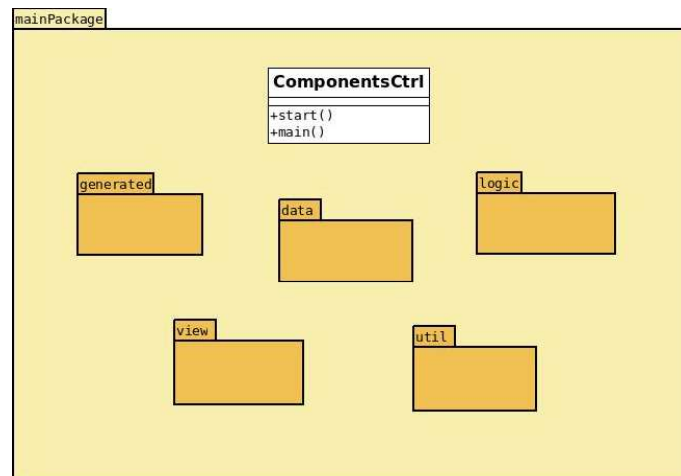 mainPackage
ComponentsCtrl
+start()
+main()
generated
data
logic
view
util